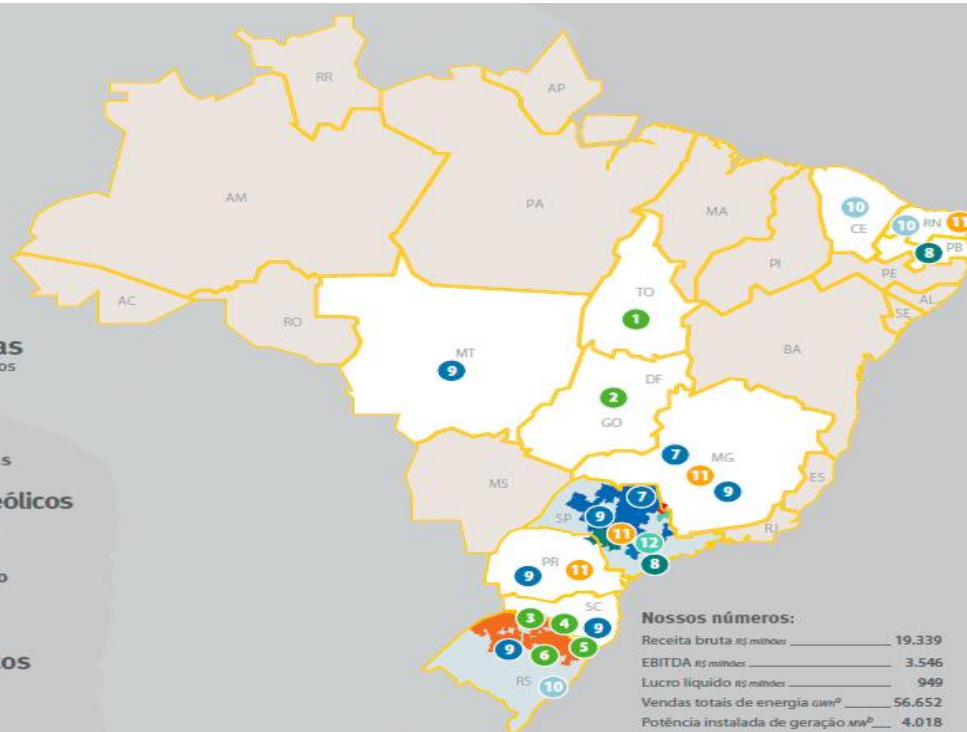 RR
AP
AM
PA
MA
10
CE
10
RN
11
PB
8
PI
PE
AL
SE
AC
RO
TO
1
BA
as
os
MT
9
DF
2
GO
7
MG
11
9
ES
s
eólicos
MS
7
SP
9
11
12
8
RJ
o
PR
9
11
SC
3
4
9
5
9
6
RS
10
tos
Nossos números:
Receita bruta R$ milhões 19.339
EBITDA R$ milhões 3.546
Lucro líquido R$ milhões 949
Vendas totais de energia GWhª 56.652
Potência instalada de geração MWᵇ 4.018